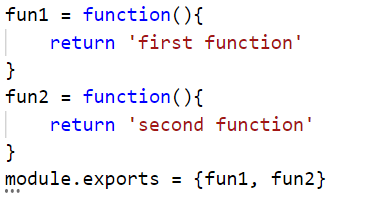 fun1 = function(){
    return 'first function'
}
fun2 = function(){
    return 'second function'
}
module.exports = {fun1, fun2}